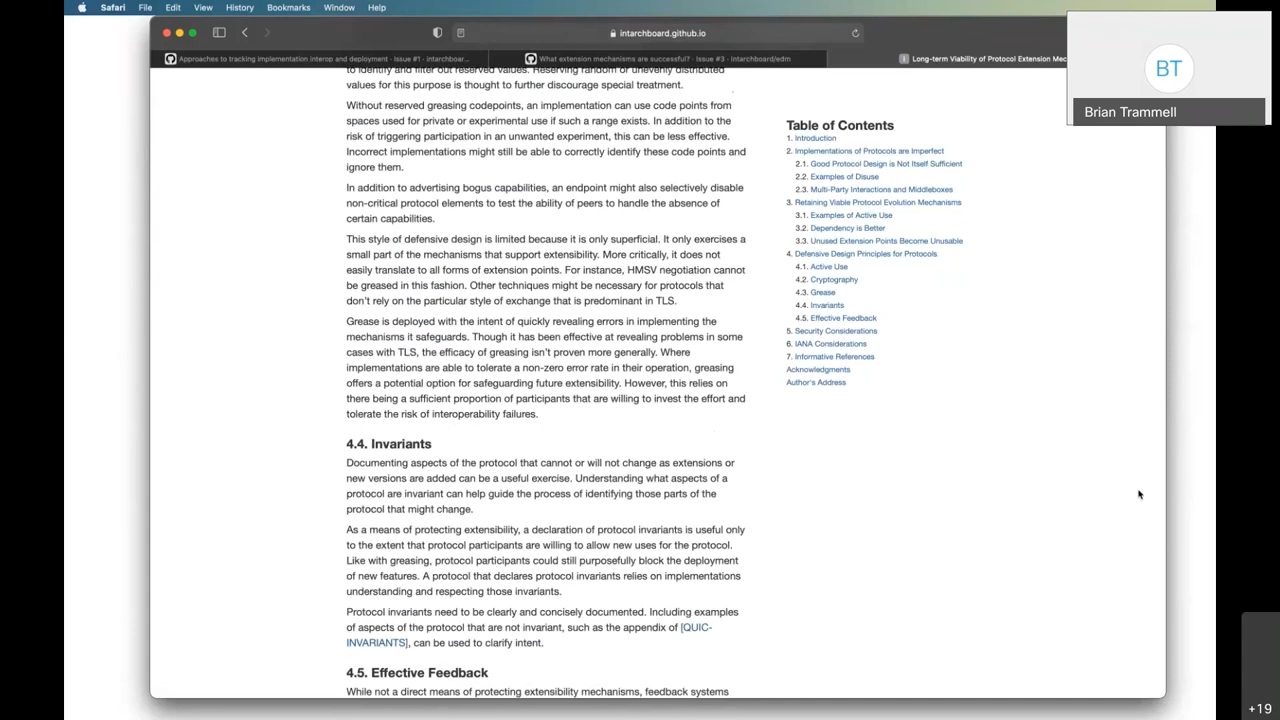 Safari File Edit View History Bookmarks Window Help
intarchboard.github.io
Approaches to tracking implementation interop and deployment · Issue #1 · intarchboar...
What extension mechanisms are successful? · Issue #3 · intarchboard/edm
Long-term Viability of Protocol Extension Mec
BT
Brian Trammell
to identify and filter out reserved values. Reserving random or unevenly distributed
values for this purpose is thought to further discourage special treatment.
Without reserved greasing codepoints, an implementation can use code points from
spaces used for private or experimental use if such a range exists. In addition to the
risk of triggering participation in an unwanted experiment, this can be less effective.
Incorrect implementations might still be able to correctly identify these code points and
ignore them.
In addition to advertising bogus capabilities, an endpoint might also selectively disable
non-critical protocol elements to test the ability of peers to handle the absence of
certain capabilities.
This style of defensive design is limited because it is only superficial. It only exercises a
small part of the mechanisms that support extensibility. More critically, it does not
easily translate to all forms of extension points. For instance, HMSV negotiation cannot
be greased in this fashion. Other techniques might be necessary for protocols that
don't rely on the particular style of exchange that is predominant in TLS.
Grease is deployed with the intent of quickly revealing errors in implementing the
mechanisms it safeguards. Though it has been effective at revealing problems in some
cases with TLS, the efficacy of greasing isn't proven more generally. Where
implementations are able to tolerate a non-zero error rate in their operation, greasing
offers a potential option for safeguarding future extensibility. However, this relies on
there being a sufficient proportion of participants that are willing to invest the effort and
tolerate the risk of interoperability failures.
4.4. Invariants
Documenting aspects of the protocol that cannot or will not change as extensions or
new versions are added can be a useful exercise. Understanding what aspects of a
protocol are invariant can help guide the process of identifying those parts of the
protocol that might change.
As a means of protecting extensibility, a declaration of protocol invariants is useful only
to the extent that protocol participants are willing to allow new uses for the protocol.
Like with greasing, protocol participants could still purposefully block the deployment
of new features. A protocol that declares protocol invariants relies on implementations
understanding and respecting those invariants.
Protocol invariants need to be clearly and concisely documented. Including examples
of aspects of the protocol that are not invariant, such as the appendix of [QUIC-
INVARIANTS], can be used to clarify intent.
4.5. Effective Feedback
While not a direct means of protecting extensibility mechanisms, feedback systems
Table of Contents
1. Introduction
2. Implementations of Protocols are Imperfect
2.1. Good Protocol Design is Not Itself Sufficient
2.2. Examples of Disuse
2.3. Multi-Party Interactions and Middleboxes
3. Retaining Viable Protocol Evolution Mechanisms
3.1. Examples of Active Use
3.2. Dependency is Better
3.3. Unused Extension Points Become Unusable
4. Defensive Design Principles for Protocols
4.1. Active Use
4.2. Cryptography
4.3. Grease
4.4. Invariants
4.5. Effective Feedback
5. Security Considerations
6. IANA Considerations
7. Informative References
Acknowledgments
Author's Address
+19